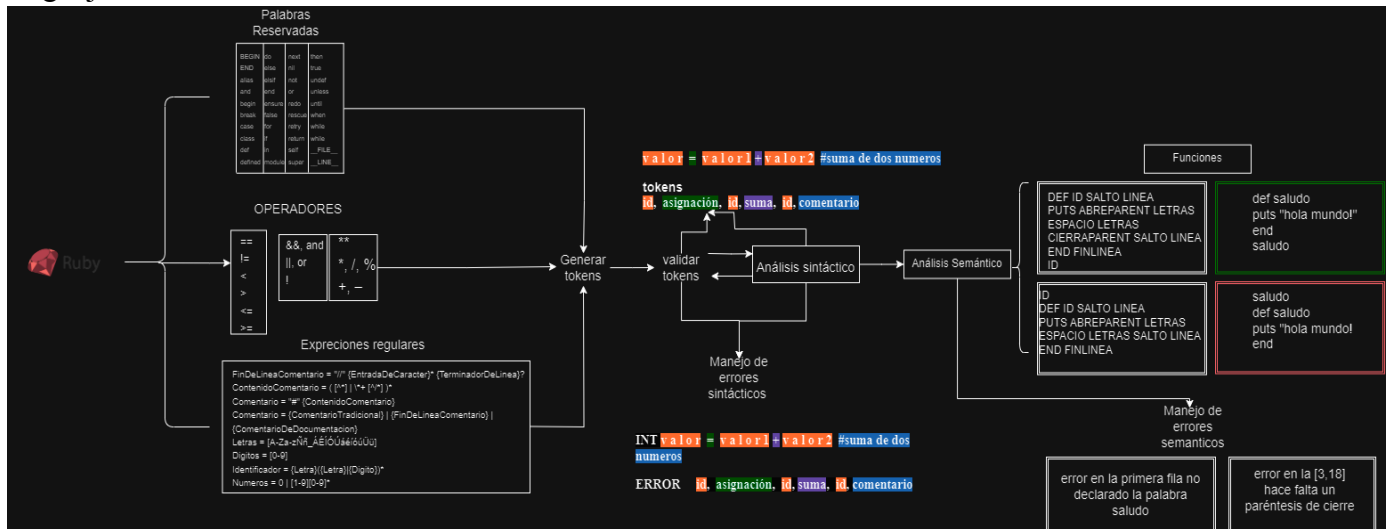 Palabras
Reservadas
BEGIN do next then
END else nil true
alias elsif not undef
and end or unless
begin ensure redo until
break false rescue when
case for retry while
class if return while
def in self __FILE__
defined module super __LINE__
OPERADORES
==
!=
<
>
<=
>=
&&, and
||, or
!
**
*, /, %
+, –
Ruby
Expreciones regulares
FinDeLineaComentario = "//" {EntradaDeCaracter}* {TerminadorDeLinea}?
ContenidoComentario = ( [^*] | \*+ [^/*] )*
Comentario = "#" {ContenidoComentario}
Comentario = {ComentarioTradicional} | {FinDeLineaComentario} |
{ComentarioDeDocumentacion}
Digitos = [0-9]
Identificador = {Letra}({Letra}|{Digito})*
Numeros = 0 | [1-9][0-9]*
Generar
tokens
valor = valor1+valor2 #suma de dos numeros
tokens
id, asignación, id, suma, id, comentario
validar
tokens
Análisis sintáctico
Manejo de
errores
sintácticos
INT valor = valor1+valor2 #suma de dos
numeros
ERROR id, asignación, id, suma, id, comentario
Análisis Semántico
Funciones
DEF ID SALTO LINEA
PUTS ABREPARENT LETRAS
ESPACIO LETRAS
CIERRAPARENT SALTO LINEA
END FINLINEA
ID
def saludo
puts "hola mundo!"
end
saludo
ID
DEF ID SALTO LINEA
PUTS ABREPARENT LETRAS
ESPACIO LETRAS SALTO LINEA
END FINLINEA
saludo
def saludo
puts "hola mundo!
end
Manejo de
errores
semanticos
error en la primera fila no
declarado la palabra
saludo
error en la [3,18]
hace falta un
paréntesis de cierre